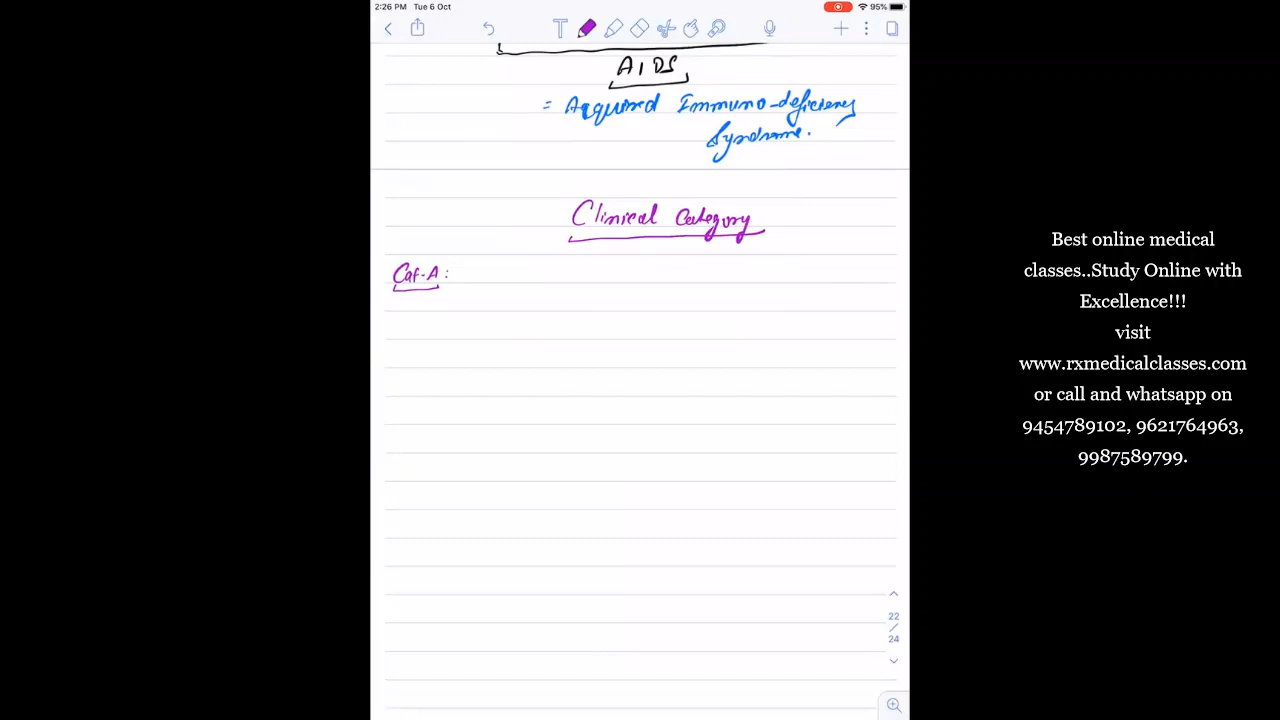 2:26 PM Tue 6 Oct
95%
AIDS
= Acquired Immuno-deficiency
Syndrome.
Clinical Category
Cat-A:
22
/
24
Best online medical
classes..Study Online with
Excellence!!!
visit
www.rxmedicalclasses.com
or call and whatsapp on
9454789102, 9621764963,
9987589799.